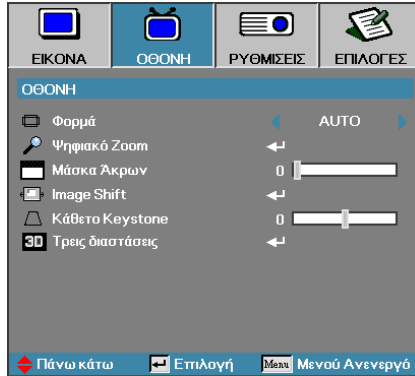 ΕΙΚΟΝΑ ΟΘΟΝΗ ΡΥΘΜΙΣΕΙΣ ΕΠΙΛΟΓΕΣ
ΟΘΟΝΗ
Φορμά AUTO
Ψηφιακό Zoom
Μάσκα Άκρων 0
Image Shift
Κάθετο Keystone 0
3D Τρεις διαστάσεις
Πάνω κάτω Επιλογή Menu Μενού Ανενεργό